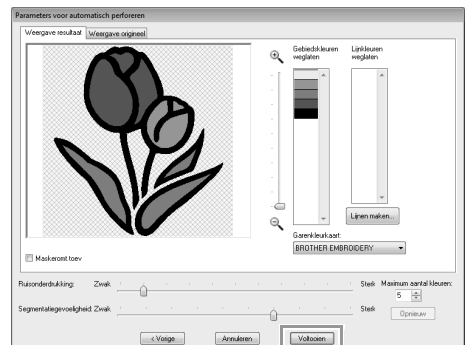 Parameters voor automatisch perforeren
Weergave resultaat
Weergave origineel
Gebiedskleuren
weglaten
Lijnkleuren
weglaten
Lijnen maken...
Garenkleurkaart:
BROTHER EMBROIDERY
Maskeromt toev
Ruisonderdrukking: Zwak Sterk
Maximum aantal kleuren:
5
Segmentatiegevoeligheid: Zwak Sterk
Opnieuw
< Vorige
Annuleren
Voltooien